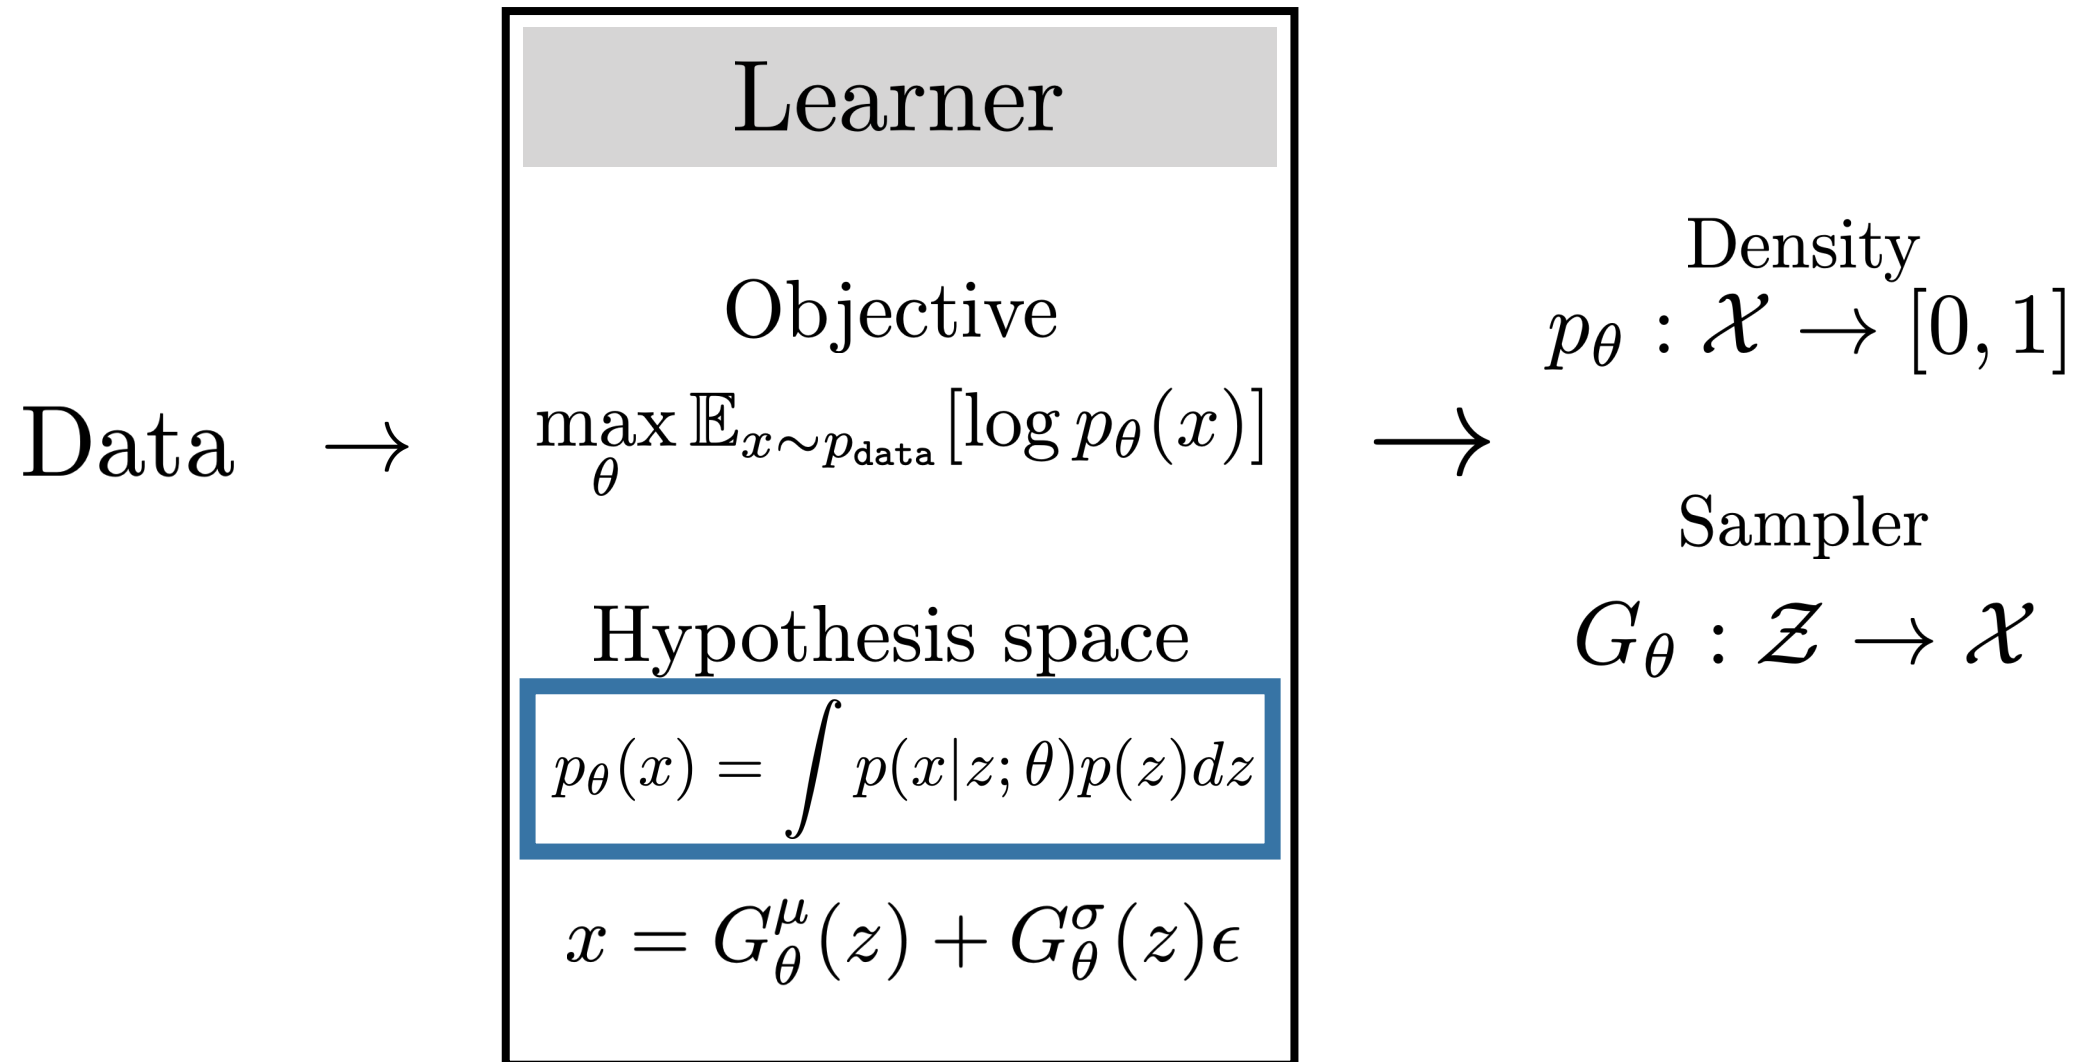 Learner
Objective
Data → max_θ 𝔼_{x∼p_data}[log p_θ(x)] →
Hypothesis space
p_θ(x) = ∫ p(x|z; θ)p(z)dz
x = G_θ^μ(z) + G_θ^σ(z)ϵ
Density
p_θ : 𝒳 → [0, 1]
Sampler
G_θ : 𝒵 → 𝒳